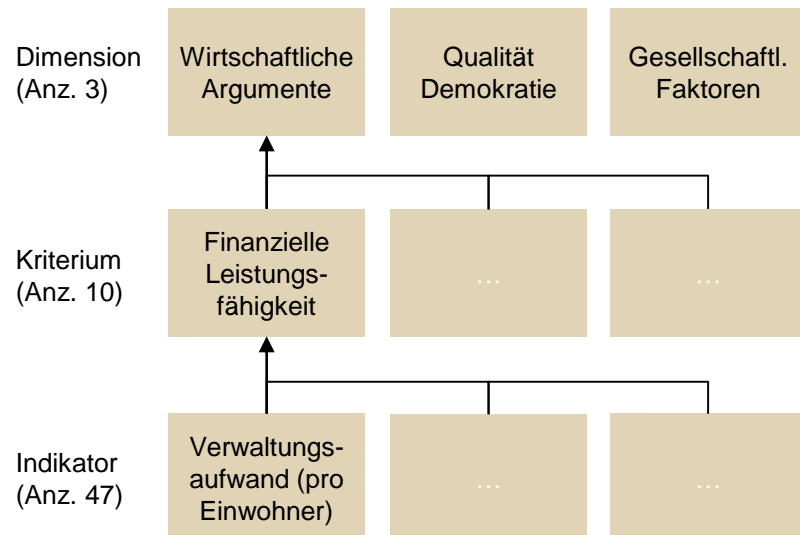 Dimension
(Anz. 3)
Wirtschaftliche
Argumente
Qualität
Demokratie
Gesellschaftl.
Faktoren
Kriterium
(Anz. 10)
Finanzielle
Leistungs-
fähigkeit
…
…
Indikator
(Anz. 47)
Verwaltungs-
aufwand (pro
Einwohner)
…
…